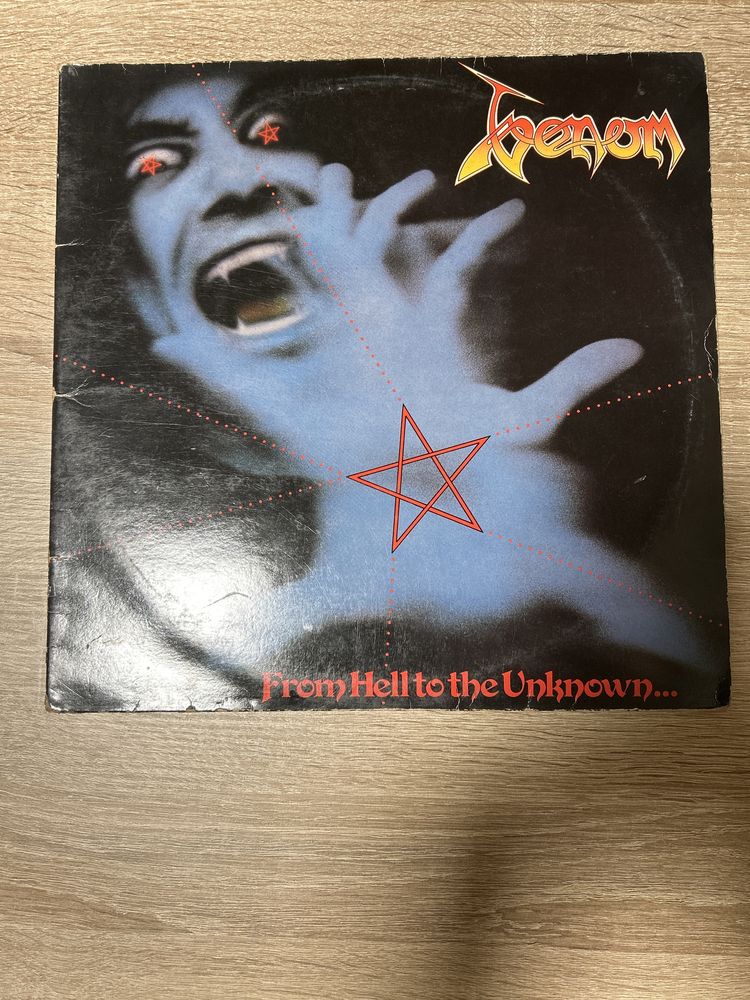 Venom
From Hell to the Unknown...